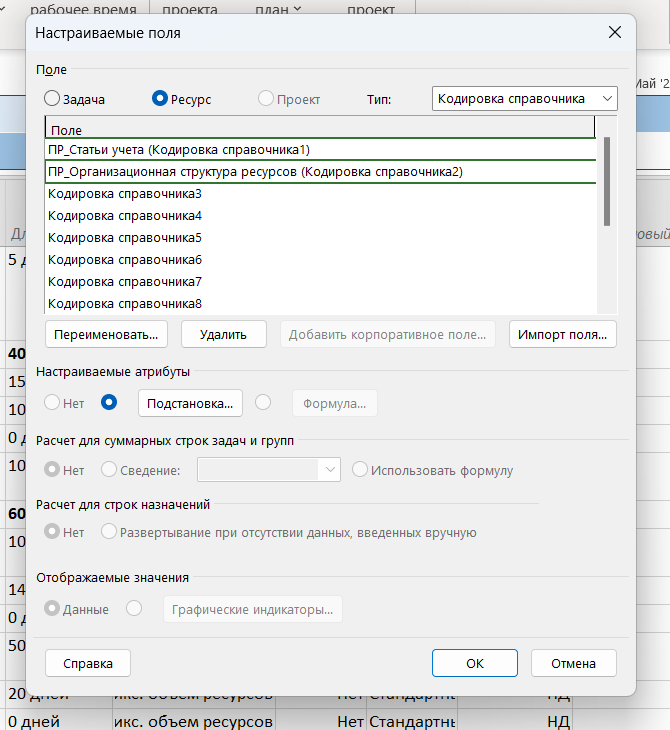 рабочее время проекта план проект
Настраиваемые поля
Поле
Задача Ресурс Проект Тип: Кодировка справочника
Май '2
Поле
ПР_Статьи учета (Кодировка справочника1)
ПР_Организационная структура ресурсов (Кодировка справочника2)
Кодировка справочника3
Кодировка справочника4
Кодировка справочника5
Кодировка справочника6
Кодировка справочника7
Кодировка справочника8
5
Переименовать... Удалить Добавить корпоративное поле... Импорт поля...
40
Настраиваемые атрибуты
15
Нет Подстановка... Формула...
10
0 д
Расчет для суммарных строк задач и групп
10
Нет Сведение: Использовать формулу
Расчет для строк назначений
60
Нет Развертывание при отсутствии данных, введенных вручную
10
Отображаемые значения
14
Данные Графические индикаторы...
0 д
50
Справка ОК Отмена
20 дней икс. объем ресурсов Нет Стандартнь НД
0 дней икс. объем ресурсов Нет Стандартнь НД